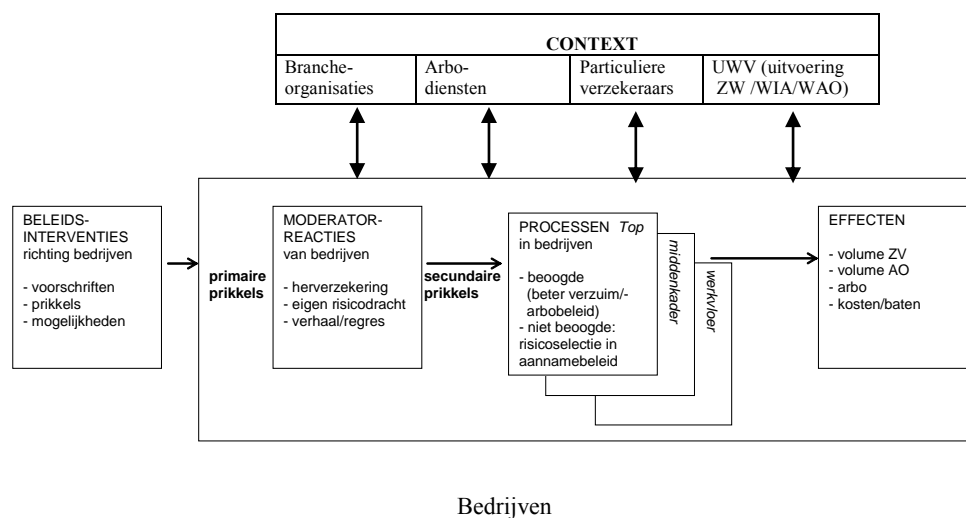 CONTEXT
Branche-
organisaties
Arbo-
diensten
Particuliere
verzekeraars
UWV (uitvoering
ZW /WIA/WAO)
BELEIDS-
INTERVENTIES
richting bedrijven
- voorschriften
- prikkels
- mogelijkheden
primaire
prikkels
MODERATOR-
REACTIES
van bedrijven
- herverzekering
- eigen risicodracht
- verhaal/regres
secundaire
prikkels
PROCESSEN Top
in bedrijven
- beoogde
(beter verzuim/-
arbobeleid)
- niet beoogde:
risicoselectie in
aannamebeleid
middenkader
werkvloer
EFFECTEN
- volume ZV
- volume AO
- arbo
- kosten/baten
Bedrijven